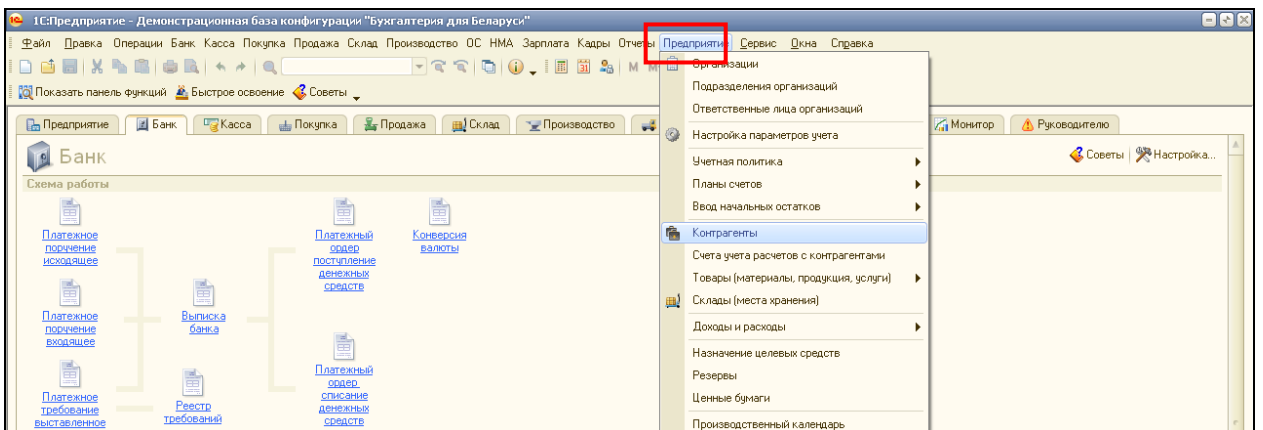 1С:Предприятие - Демонстрационная база конфигурации "Бухгалтерия для Беларуси"
Файл Правка Операции Банк Касса Покупка Продажа Склад Производство ОС НМА Зарплата Кадры Отчеты Предприятие Сервис Окна Справка
M M
Показать панель функций Быстрое освоение Советы
Предприятие Банк Касса Покупка Продажа Склад Производство Монитор Руководителю
Банк
Советы Настройка...
Схема работы
Платежное
поручение
исходящее
Платежный
ордер
поступление
денежных
средств
Конверсия
валюты
Платежное
поручение
входящее
Выписка
банка
Платежный
ордер
списание
денежных
средств
Платежное
требование
выставленное
Реестр
требований
Организации
Подразделения организаций
Ответственные лица организаций
Настройка параметров учета
Учетная политика
Планы счетов
Ввод начальных остатков
Контрагенты
Счета учета расчетов с контрагентами
Товары (материалы, продукция, услуги)
Склады (места хранения)
Доходы и расходы
Назначение целевых средств
Резервы
Ценные бумаги
Производственный календарь